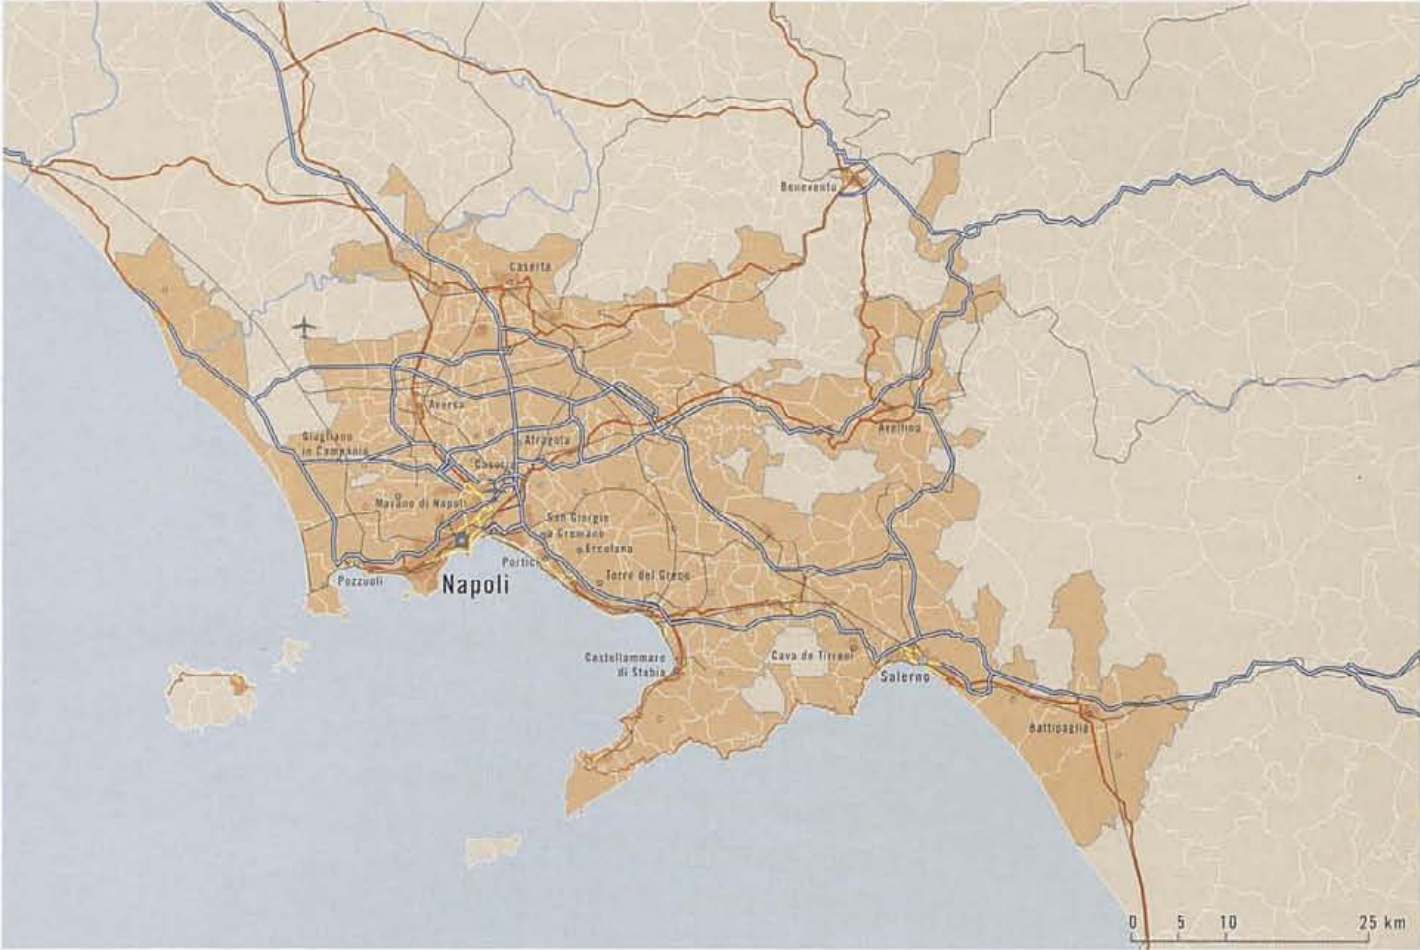 Benevento
Caserta
Aversa
Avellino
Giugliano
in Campania
Afragola
Casoria
Marano di Napoli
San Giorgio
a Cremano
Ercolano
Portici
Torre del Greco
Pozzuoli
Napoli
Castellammare
di Stabia
Cava de Tirreni
Salerno
Battipaglia
0 5 10 25 km